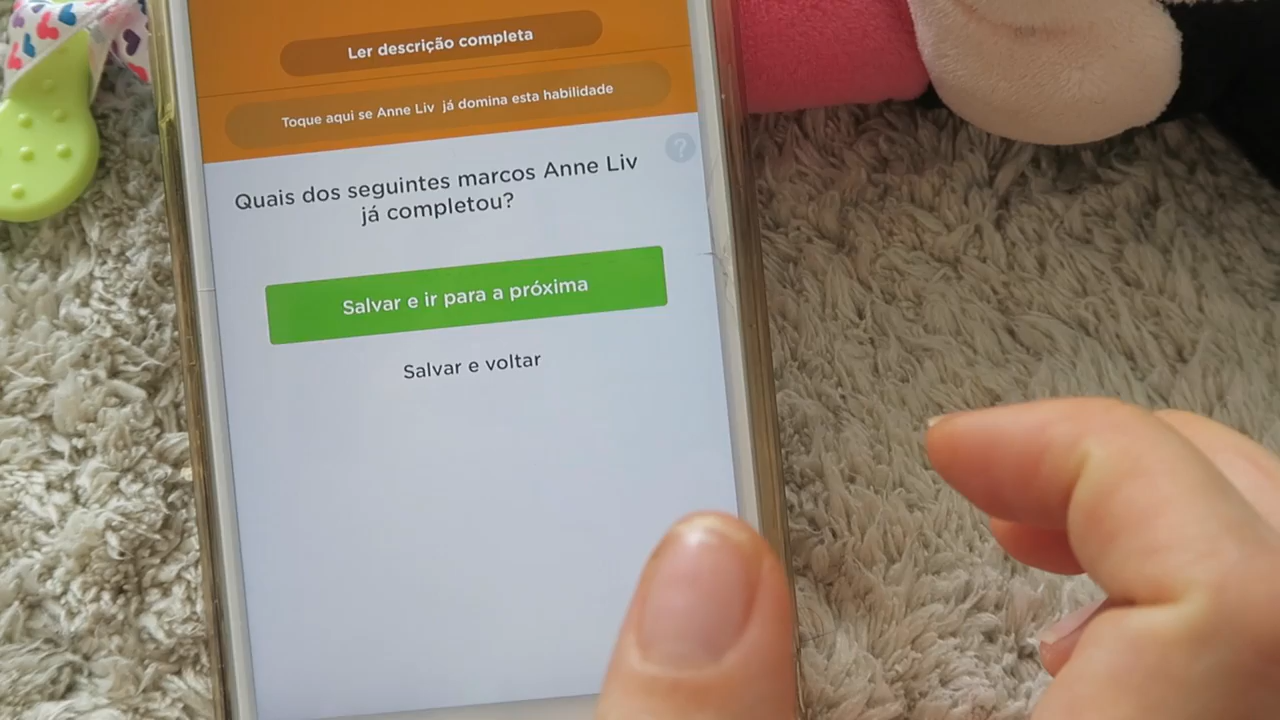 Ler descrição completa
Toque aqui se Anne Liv já domina esta habilidade
?
Quais dos seguintes marcos Anne Liv
já completou?
Salvar e ir para a próxima
Salvar e voltar